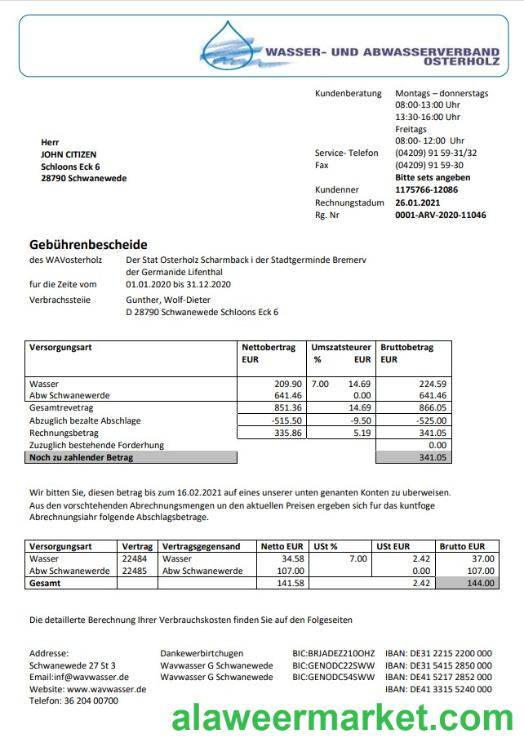 WASSER- UND ABWASSERVERBAND
OSTERHOLZ
Kundenberatung Montags – donnerstags
08:00-13:00 Uhr
13:30-16:00 Uhr
Freitags
08:00- 12:00 Uhr
Service- Telefon (04209) 91 59-31/32
Fax (04209) 91 59-30
Bitte sets angeben
Kundenner 1175766-12086
Rechnungstadum 26.01.2021
Rg. Nr 0001-ARV-2020-11046
Herr
JOHN CITIZEN
Schloons Eck 6
28790 Schwanewede
Gebührenbescheide
des WAVosterholz Der Stat Osterholz Scharmback i der Stadtgerminde Bremerv
der Germanide Lifenthal
fur die Zeite vom 01.01.2020 bis 31.12.2020
Verbrachssteiie Gunther, Wolf-Dieter
D 28790 Schwanewede Schloons Eck 6
Versorgungsart Nettobertrag Umszatsteurer Bruttobetrag
EUR % EUR EUR
Wasser 209.90 7.00 14.69 224.59
Abw Schwanewerde 641.46 0.00 641.46
Gesamtrevetrag 851.36 14.69 866.05
Abzuglich bezalte Abschlage -515.50 -9.50 -525.00
Rechnungsbetrag 335.86 5.19 341.05
Zuzuglich bestehende Forderhung 0.00
Noch zu zahlender Betrag 341.05
Wir bitten Sie, diesen betrag bis zum 16.02.2021 auf eines unserer unten genanten Konten zu uberweisen.
Aus den vorschtehenden Abrechnungsmengen un den aktuellen Preisen ergeben sich fur das kuntfoge
Abrechnungsiahr folgende Abschlagsbetrage.
Versorgungsart Vertrag Vertragsgegensand Netto EUR USt % USt EUR Brutto EUR
Wasser 22484 Wasser 34.58 7.00 2.42 37.00
Abw Schwanewerde 22485 Abw Schwanewerde 107.00 0.00 107.00
Gesamt 141.58 2.42 144.00
Die detaillerte Berechnung Ihrer Verbrauchskosten finden Sie auf den Folgeseiten
Addresse: Dankewerbirtchugen BIC:BRJADEZ210OHZ IBAN: DE31 2215 2200 000
Schwanewede 27 St 3 Wavwasser G Schwanewede BIC:GENODC22SWW IBAN: DE31 5415 2850 000
Email:inf@wavwasser.de Wavwasser G Schwanewede BIC:GENODC54SWW IBAN: DE41 5217 2852 000
Website: www.wavwasser.de IBAN: DE41 3315 5240 000
Telefon: 36 204 00700
alaweermarket.com